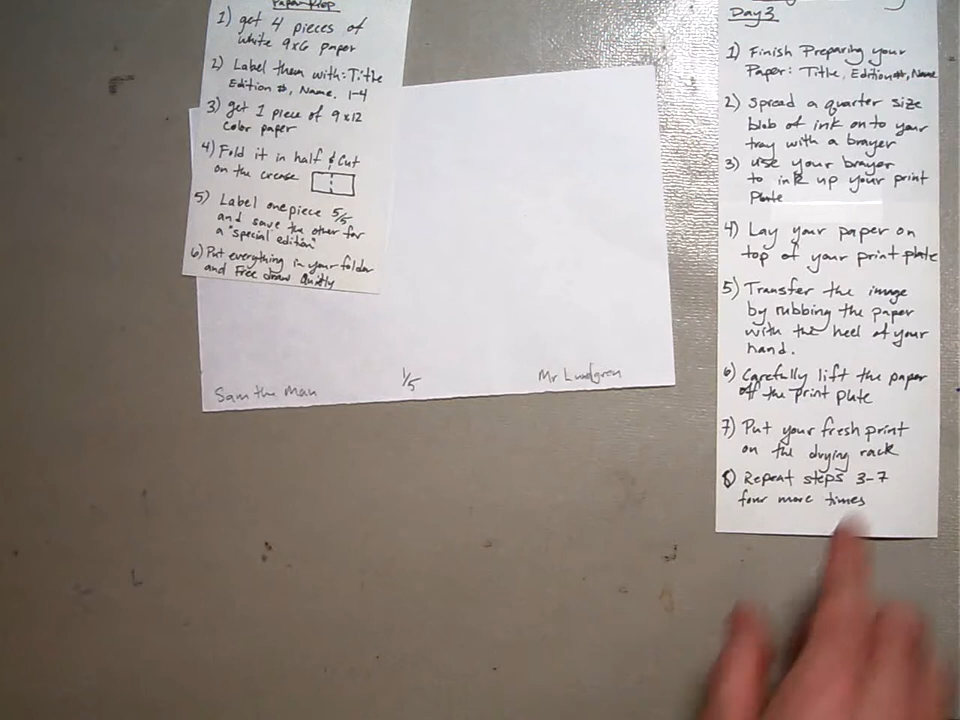 Paper Prep
1) get 4 pieces of
white 9x6 paper
2) Label them with: Title
Edition #, Name. 1-4
3) get 1 piece of 9x12
color paper
4) Fold it in half & Cut
on the crease
5) Label one piece 5/5
and save the other for
a "special edition"
6) Put everything in your folder
and Free draw Quitly
Sam the Man 1/5 Mr Lundgren
Day 3
1) Finish Preparing your
Paper: Title, Edition #, Name
2) Spread a quarter size
blob of ink on to your
tray with a brayer
3) use your brayer
to ink up your print
Plate
4) Lay your paper on
top of your print plate
5) Transfer the image
by rubbing the paper
with the heel of your
hand.
6) Carefully lift the paper
off the print plate
7) Put your fresh print
on the drying rack
8) Repeat steps 3-7
four more times